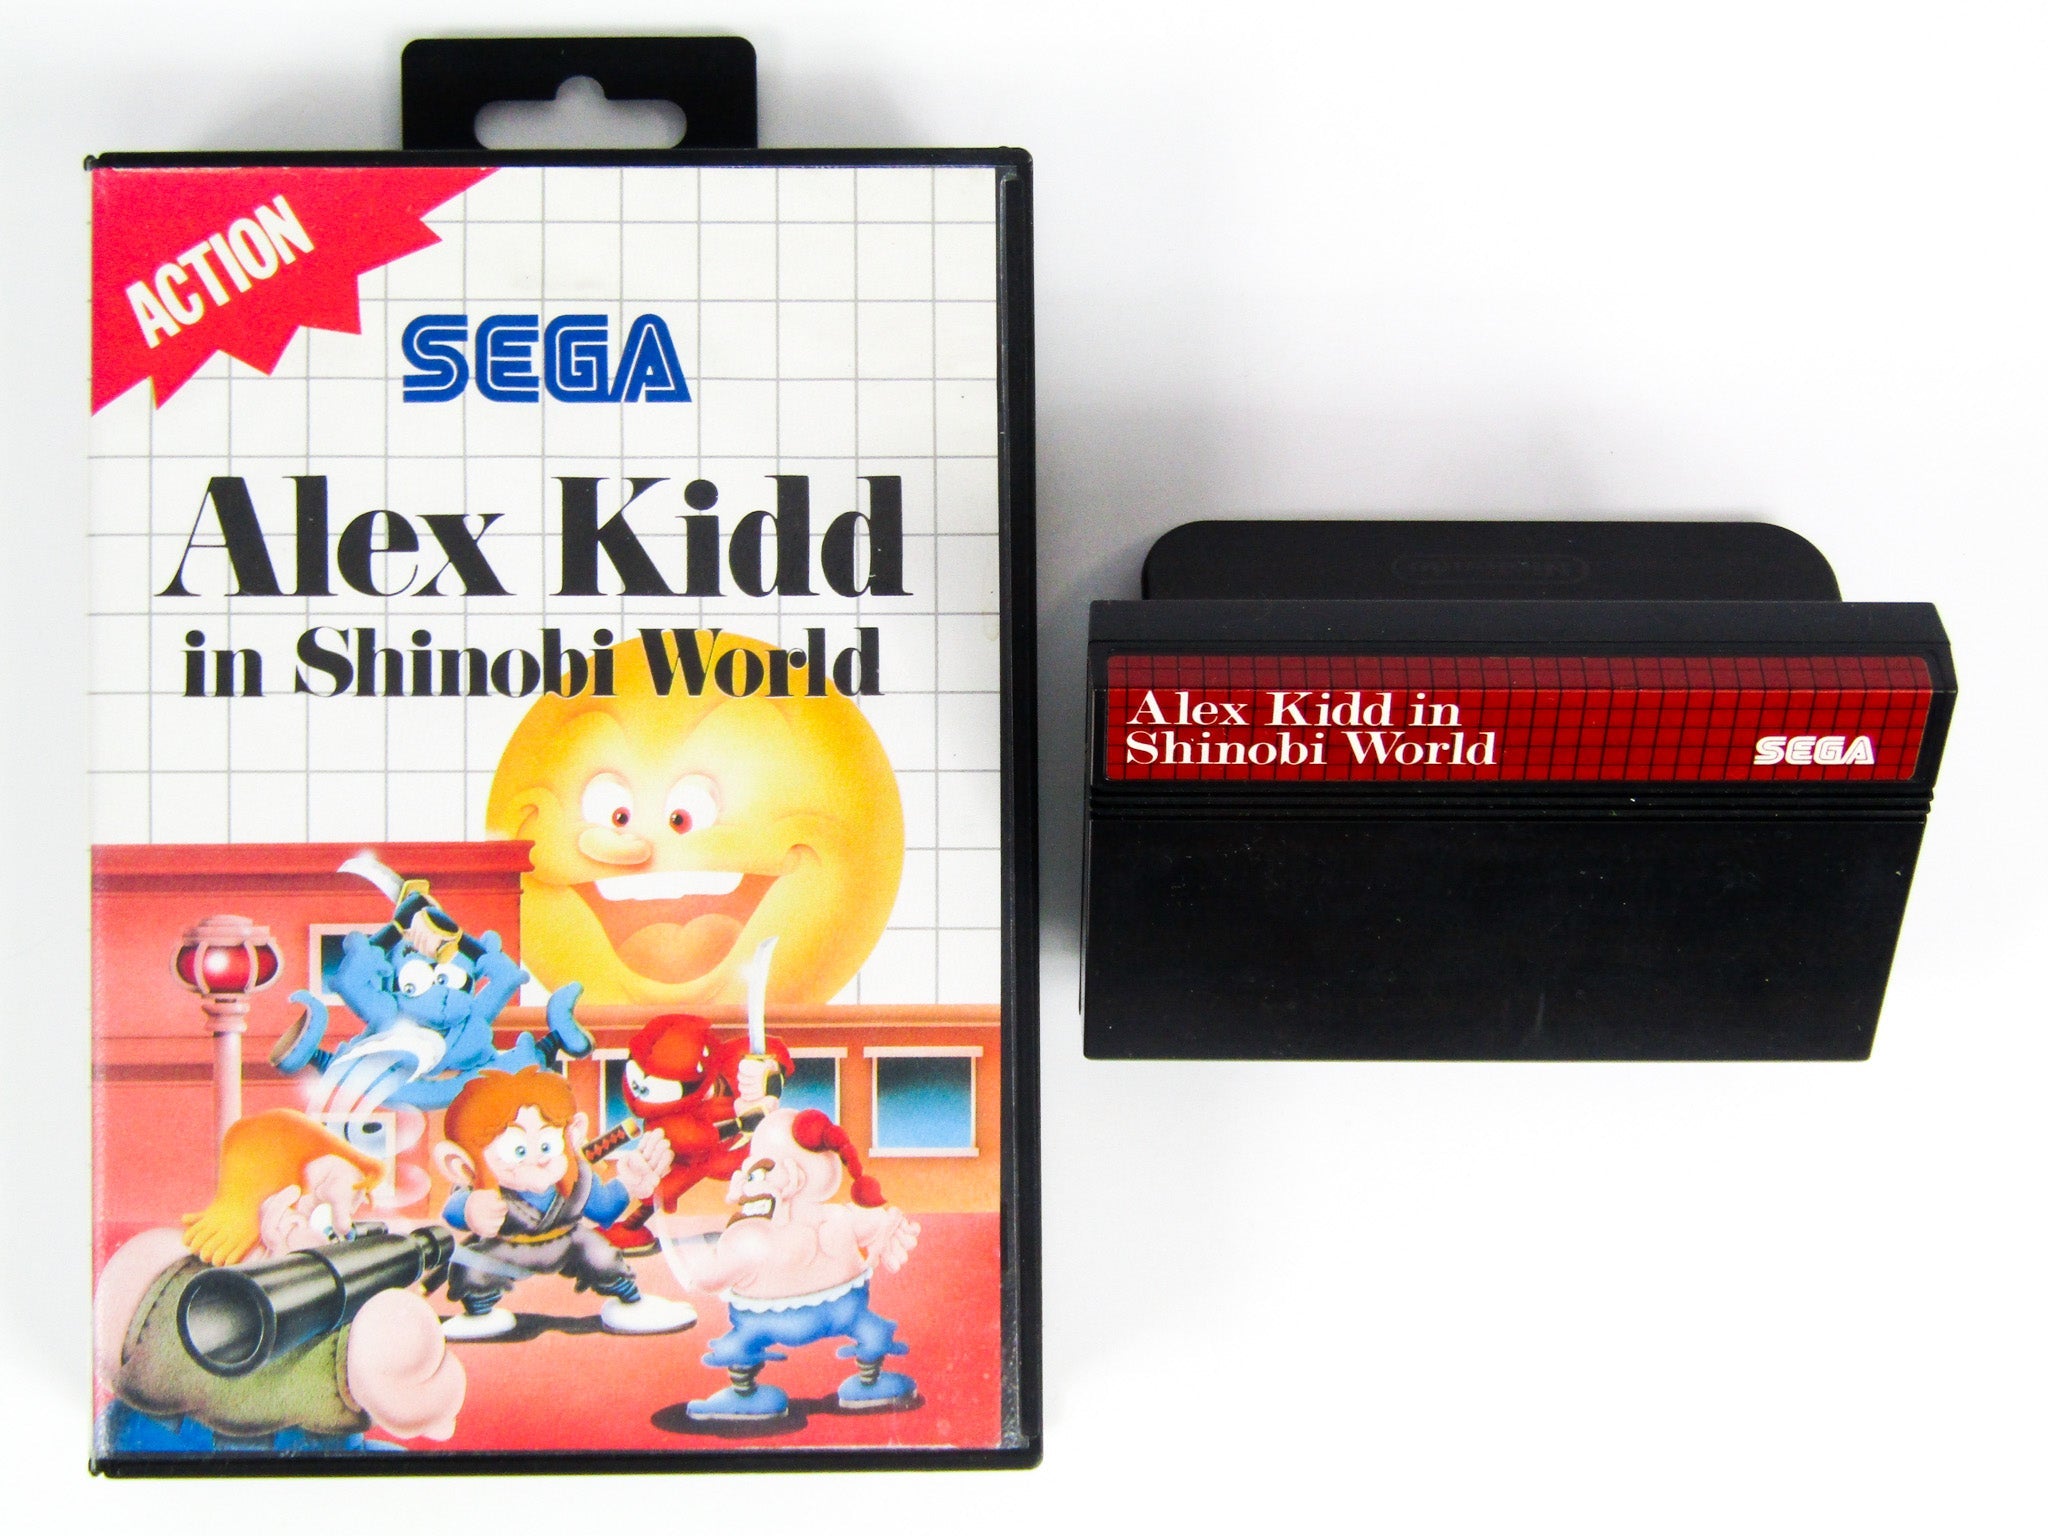 ACTION
SEGA
Alex Kidd
in Shinobi World
Alex Kidd in
Shinobi World
SEGA